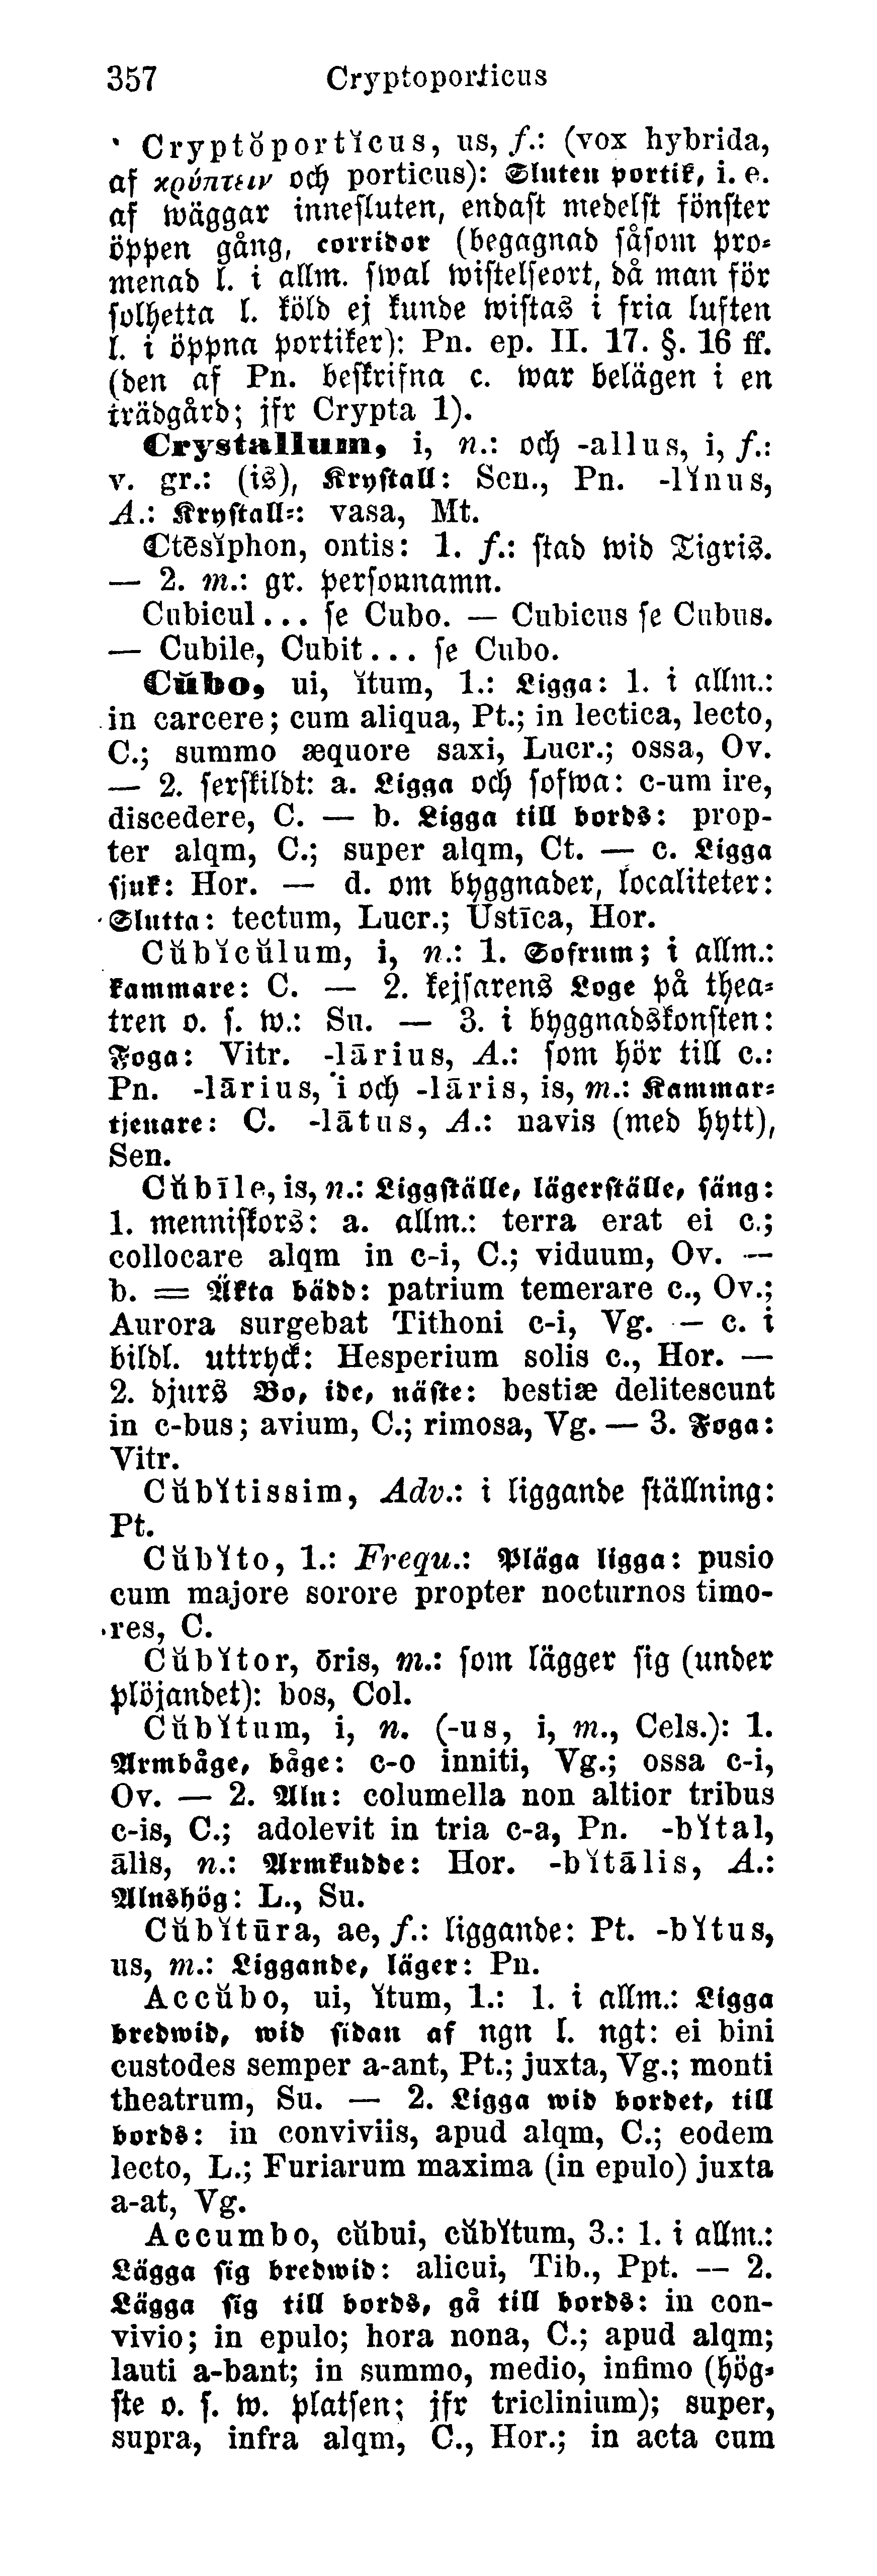 357 Cryptoporticus
Cryptŏportĭcus, us, f.: (vox hybrida,
af κρύπτειν och porticus): Sluten portik, i. e.
af wäggar innesluten, endast medelst fönster
öppen gång, corridor (begagnad såsom pro-
menad l. i allm. swal wistelseort, då man för
solhetta l. köld ej kunde wistas i fria luften
l. i öppna portiker): Pn. ep. II. 17. §. 16 ff.
(den af Pn. beskrifna c. war belägen i en
trädgård; jfr Crypta 1).
Crystallum, i, n.: och -allus, i, f.:
v. gr.: (is), Krystall: Sen., Pn. -lĭnus,
A.: Krystall-: vasa, Mt.
Ctēsĭphon, ontis: 1. f.: stad wid Tigris.
— 2. m.: gr. personnamn.
Cubicul... se Cubo. — Cubicus se Cubus.
— Cubile, Cubit... se Cubo.
Cŭbo, ui, ĭtum, 1.: Ligga: 1. i allm.:
in carcere; cum aliqua, Pt.; in lectica, lecto,
C.; summo æquore saxi, Lucr.; ossa, Ov.
— 2. serskildt: a. Ligga och sofwa: c-um ire,
discedere, C. — b. Ligga till bords: prop-
ter alqm, C.; super alqm, Ct. — c. Ligga
sjuk: Hor. — d. om byggnader, localiteter:
Slutta: tectum, Lucr.; Ustīca, Hor.
Cŭbĭcŭlum, i, n.: 1. Sofrum; i allm.:
kammare: C. — 2. kejsarens Loge på thea-
tren o. s. w.: Su. — 3. i byggnadskonsten:
Foga: Vitr. -lārius, A.: som hör till c.:
Pn. -lārius, i och -lāris, is, m.: Kammar-
tjenare: C. -lātus, A.: navis (med hytt),
Sen.
Cŭbīle, is, n.: Liggställe, lägerställe, säng:
1. menniskors: a. allm.: terra erat ei c.;
collocare alqm in c-i, C.; viduum, Ov. —
b. = Äkta bädd: patrium temerare c., Ov.;
Aurora surgebat Tithoni c-i, Vg. — c. i
bildl. uttryck: Hesperium solis c., Hor. —
2. djurs Bo, ide, näste: bestiæ delitescunt
in c-bus; avium, C.; rimosa, Vg. — 3. Foga:
Vitr.
Cŭbĭtissim, Adv.: i liggande ställning:
Pt.
Cŭbĭto, 1.: Frequ.: Pläga ligga: pusio
cum majore sorore propter nocturnos timo-
res, C.
Cŭbĭtor, ōris, m.: som lägger sig (under
plöjandet): bos, Col.
Cŭbĭtum, i, n. (-us, i, m., Cels.): 1.
Armbåge, båge: c-o inniti, Vg.; ossa c-i,
Ov. — 2. Aln: columella non altior tribus
c-is, C.; adolevit in tria c-a, Pn. -bĭtal,
ālis, n.: Armkudde: Hor. -bĭtālis, A.:
Alnshög: L., Su.
Cŭbĭtūra, ae, f.: liggande: Pt. -bĭtus,
us, m.: Liggande, läger: Pn.
Accŭbo, ui, ĭtum, 1.: 1. i allm.: Ligga
bredwid, wid sidan af ngn l. ngt: ei bini
custodes semper a-ant, Pt.; juxta, Vg.; monti
theatrum, Su. — 2. Ligga wid bordet, till
bords: in conviviis, apud alqm, C.; eodem
lecto, L.; Furiarum maxima (in epulo) juxta
a-at, Vg.
Accumbo, cŭbui, cŭbĭtum, 3.: 1. i allm.:
Lägga sig bredwid: alicui, Tib., Ppt. — 2.
Lägga sig till bords, gå till bords: in con-
vivio; in epulo; hora nona, C.; apud alqm;
lauti a-bant; in summo, medio, infimo (hög-
ste o. s. w. platsen; jfr triclinium); super,
supra, infra alqm, C., Hor.; in acta cum